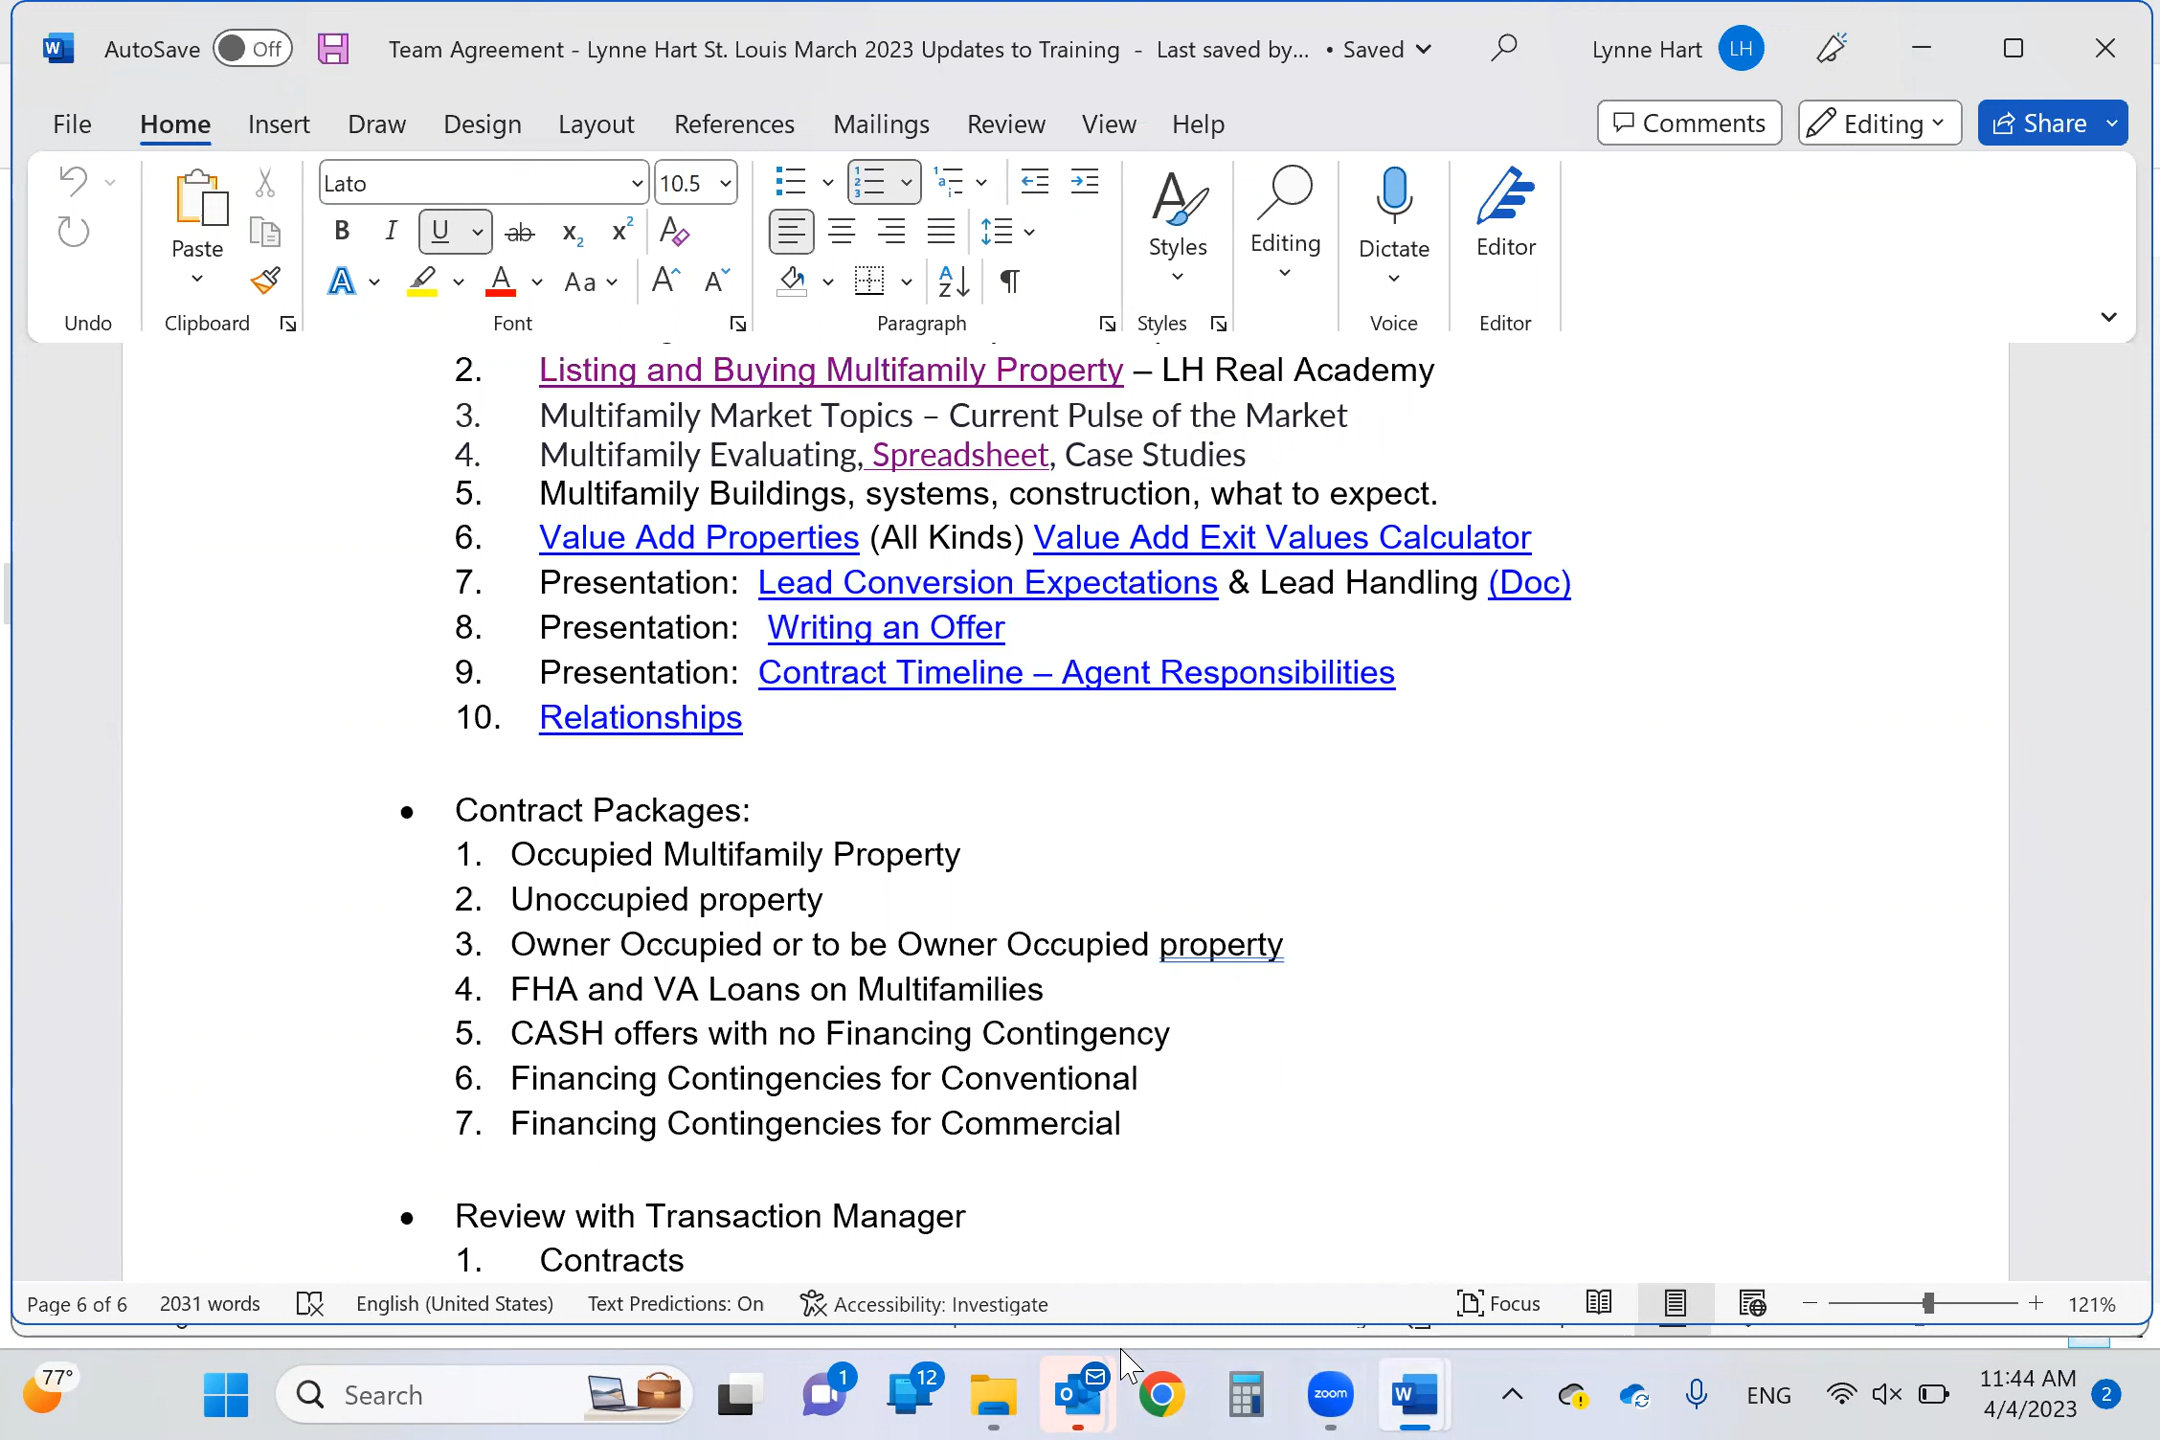 AutoSave Off Team Agreement - Lynne Hart St. Louis March 2023 Updates to Training - Last saved by... • Saved Lynne Hart LH
File Home Insert Draw Design Layout References Mailings Review View Help Comments Editing Share
Lato 10.5
Paste
Styles
Editing
Dictate
Editor
Undo Clipboard Font Paragraph Styles Voice Editor
2. Listing and Buying Multifamily Property – LH Real Academy
3. Multifamily Market Topics – Current Pulse of the Market
4. Multifamily Evaluating, Spreadsheet, Case Studies
5. Multifamily Buildings, systems, construction, what to expect.
6. Value Add Properties (All Kinds) Value Add Exit Values Calculator
7. Presentation: Lead Conversion Expectations & Lead Handling (Doc)
8. Presentation: Writing an Offer
9. Presentation: Contract Timeline – Agent Responsibilities
10. Relationships
• Contract Packages:
1. Occupied Multifamily Property
2. Unoccupied property
3. Owner Occupied or to be Owner Occupied property
4. FHA and VA Loans on Multifamilies
5. CASH offers with no Financing Contingency
6. Financing Contingencies for Conventional
7. Financing Contingencies for Commercial
• Review with Transaction Manager
1. Contracts
Page 6 of 6 2031 words English (United States) Text Predictions: On Accessibility: Investigate Focus 121%
77° Search 1 12 zoom ENG 11:44 AM 2
4/4/2023